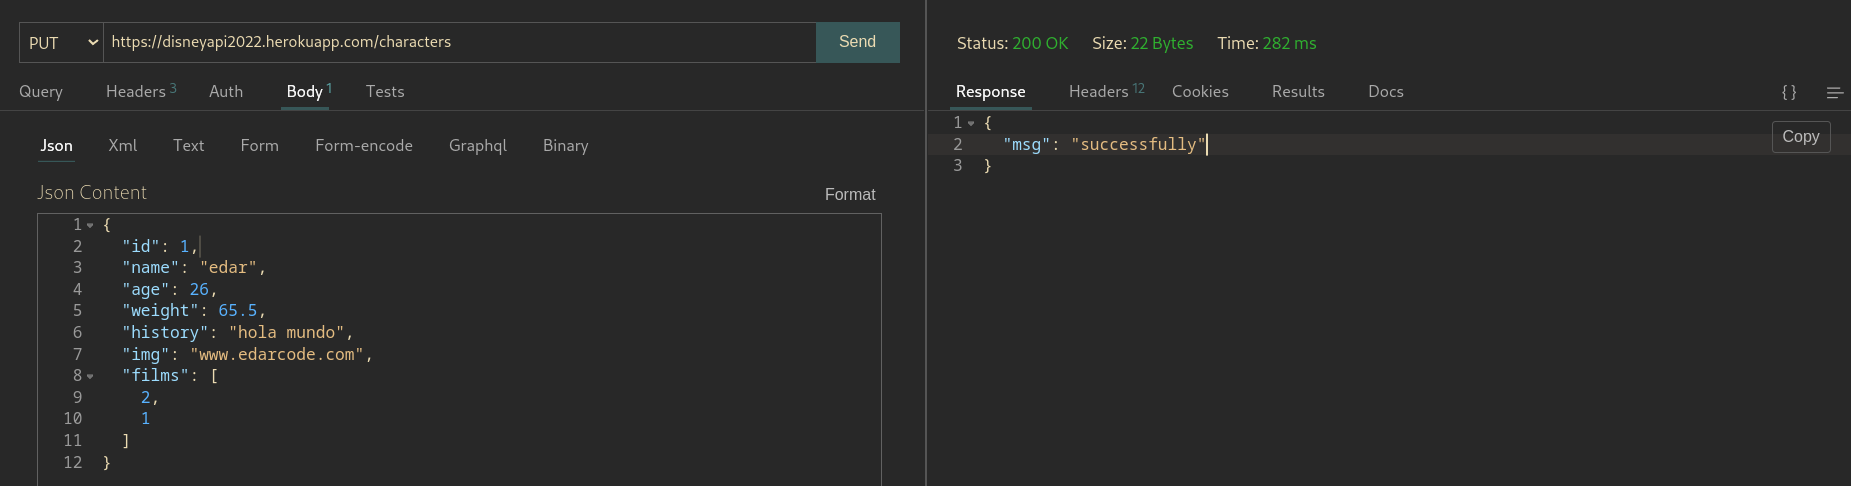 PUT https://disneyapi2022.herokuapp.com/characters Send
Query Headers 3 Auth Body 1 Tests
Json Xml Text Form Form-encode Graphql Binary
Json Content Format
1 {
2 "id": 1,
3 "name": "edar",
4 "age": 26,
5 "weight": 65.5,
6 "history": "hola mundo",
7 "img": "www.edarcode.com",
8 "films": [
9 2,
10 1
11 ]
12 }
Status: 200 OK Size: 22 Bytes Time: 282 ms
Response Headers 12 Cookies Results Docs {}
1 {
Copy
2 "msg": "successfully"
3 }